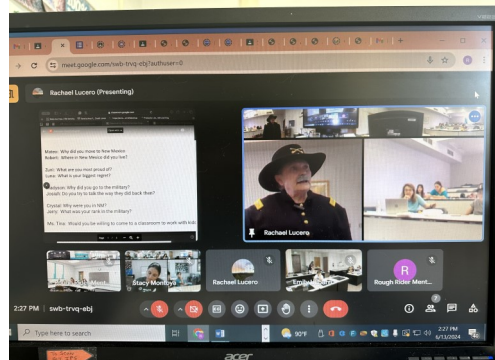 meet.google.com/swb-trvq-ebj?authuser=0
Rachael Lucero (Presenting)
Mateo: Why did you move to New Mexico
Robert: Where in New Mexico did you live?
Zuri: What are you most proud of?
Luna: What is your biggest regret?
Why did you go to the military?
Josiah: Do you try to talk the way they did back then?
Crystal: Why were you in NM?
Jerry: What was your rank in the military?
Ms. Tina: Would you be willing to come to a classroom to work with kids
Rachael Lucero
Stacy Montoya
Rachael Lucero
R
Rough Rider Ment...
2:27 PM | swb-trvq-ebj
7
Type here to search
90°F
2:27 PM
6/13/2024
acer